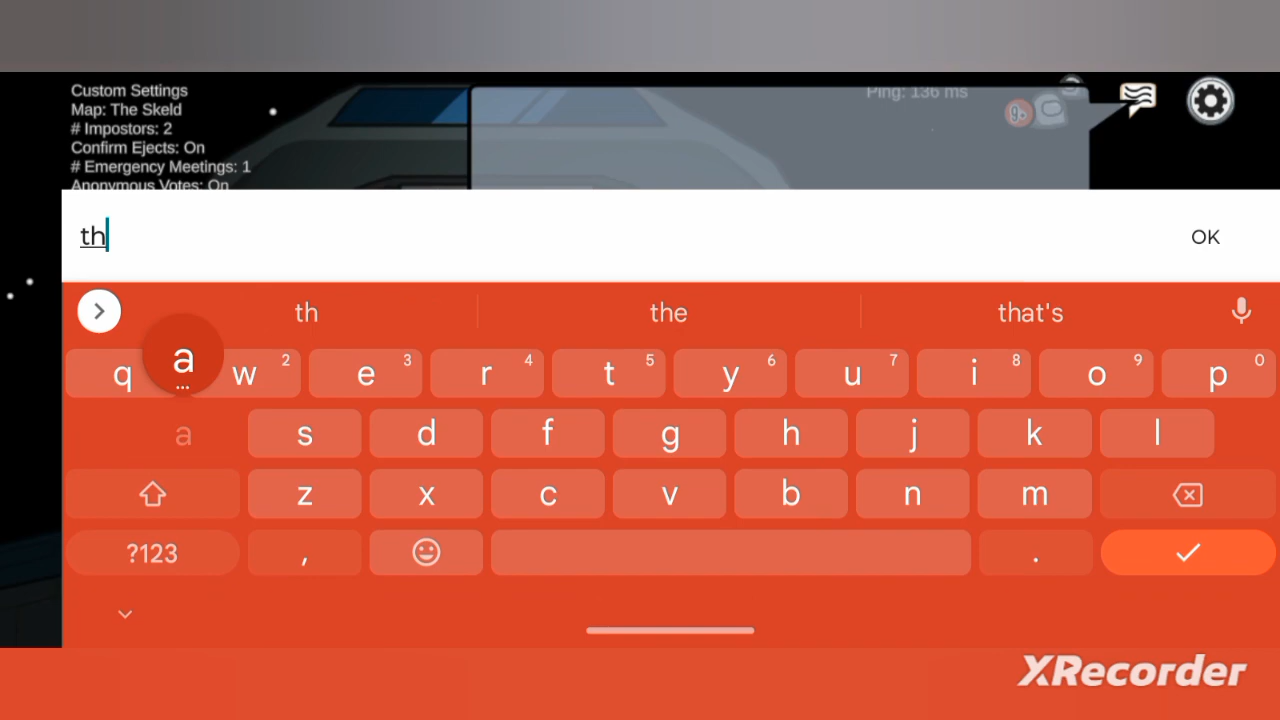 Custom Settings
Map: The Skeld
# Impostors: 2
Confirm Ejects: On
# Emergency Meetings: 1
Anonymous Votes: On
Ping: 136 ms
9+
th
OK
th the that's
a
q w 2 e 3 r 4 t 5 y 6 u 7 i 8 o 9 p 0
a s d f g h j k l
z x c v b n m
?123 , .
XRecorder